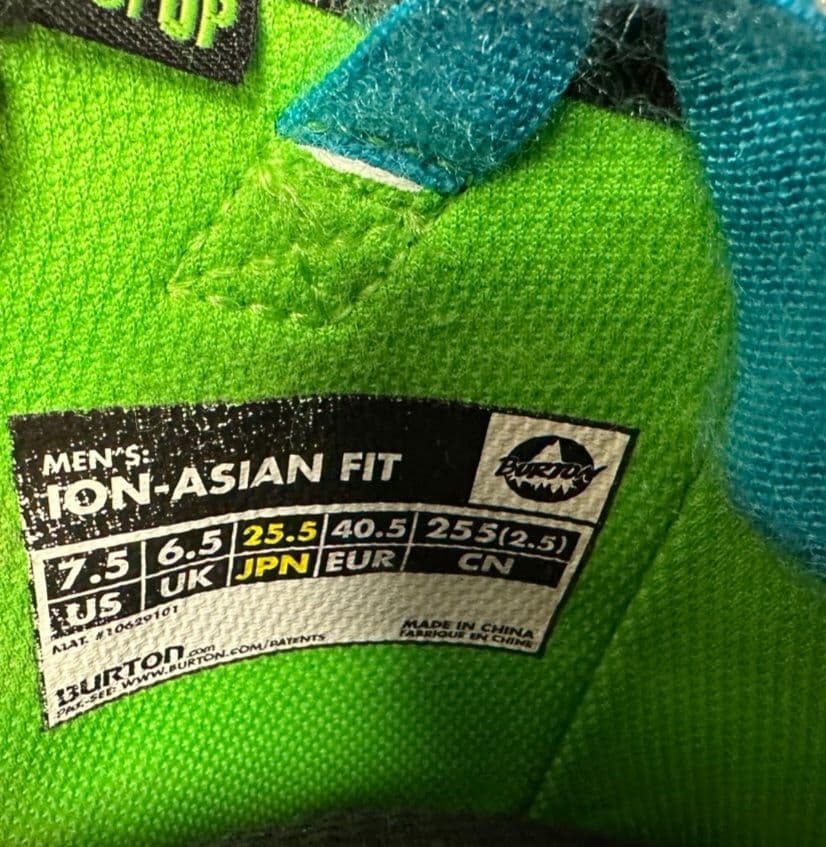 MEN'S:
ION-ASIAN FIT
BURTON
7.5 6.5 25.5 40.5 255(2.5)
US UK JPN EUR CN
MAT. #10629101
MADE IN CHINA
FABRIQUE EN CHINE
BURTON.com
PAT.-SEE: WWW.BURTON.COM/PATENTS